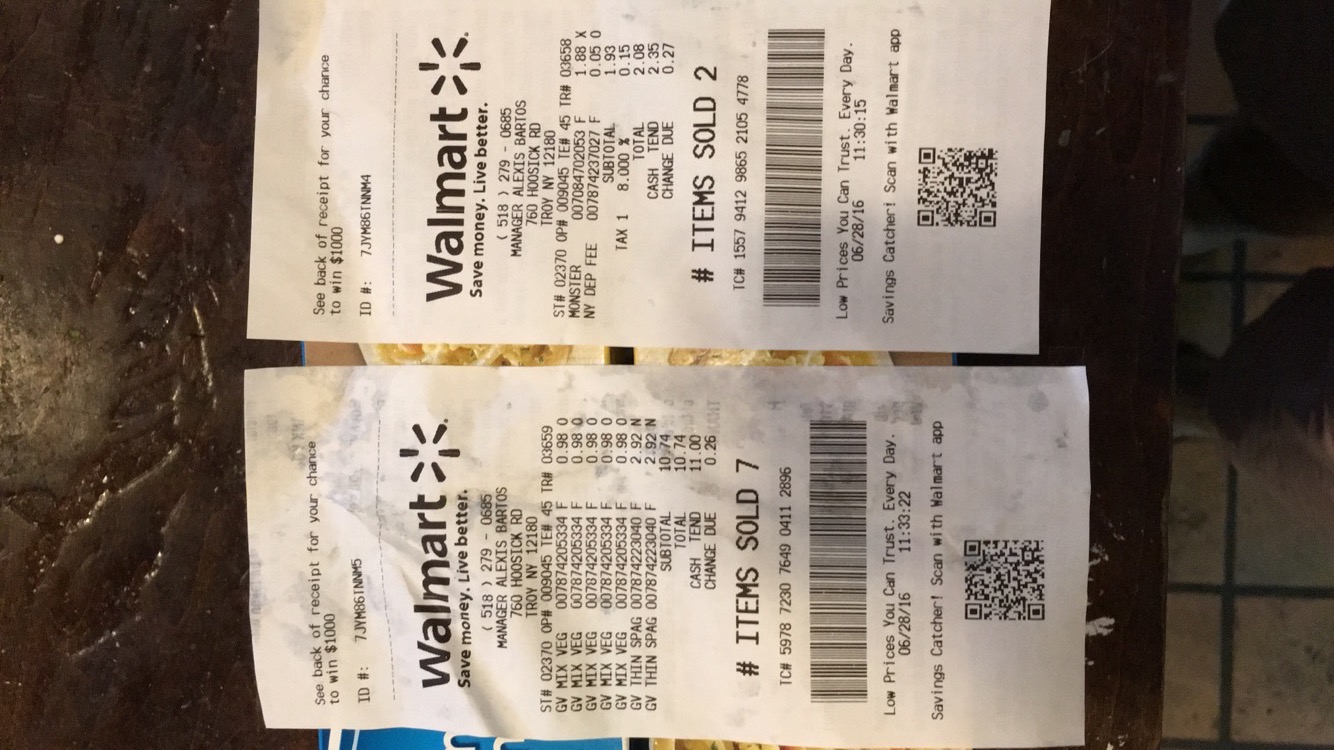 See back of receipt for your chance
to win $1000
ID #: 7JYM86TNNM4
Walmart
Save money. Live better.
( 518 ) 279 - 0685
MANAGER ALEXIS BARTOS
760 HOOSICK RD
TROY NY 12180
ST# 02370 OP# 009045 TE# 45 TR# 03658
MONSTER 007084702053 F 1.88 X
NY DEP FEE 007874237027 F 0.05 O
SUBTOTAL 1.93
TAX 1 8.000 % 0.15
TOTAL 2.08
CASH TEND 2.35
CHANGE DUE 0.27
# ITEMS SOLD 2
TC# 1557 9412 9865 2105 4778
Low Prices You Can Trust. Every Day.
06/28/16 11:30:15
Savings Catcher! Scan with Walmart app
See back of receipt for your chance
to win $1000
ID #: 7JYM86TNNM5
Walmart
Save money. Live better.
( 518 ) 279 - 0685
MANAGER ALEXIS BARTOS
760 HOOSICK RD
TROY NY 12180
ST# 02370 OP# 009045 TE# 45 TR# 03659
GV MIX VEG 007874205334 F 0.98 O
GV MIX VEG 007874205334 F 0.98 O
GV MIX VEG 007874205334 F 0.98 O
GV MIX VEG 007874205334 F 0.98 O
GV MIX VEG 007874205334 F 0.98 O
GV THIN SPAG 007874223040 F 2.92 N
GV THIN SPAG 007874223040 F 2.92 N
SUBTOTAL 10.74
TOTAL 10.74
CASH TEND 11.00
CHANGE DUE 0.26
# ITEMS SOLD 7
TC# 5978 7230 7649 0411 2896
Low Prices You Can Trust. Every Day.
06/28/16 11:33:22
Savings Catcher! Scan with Walmart app